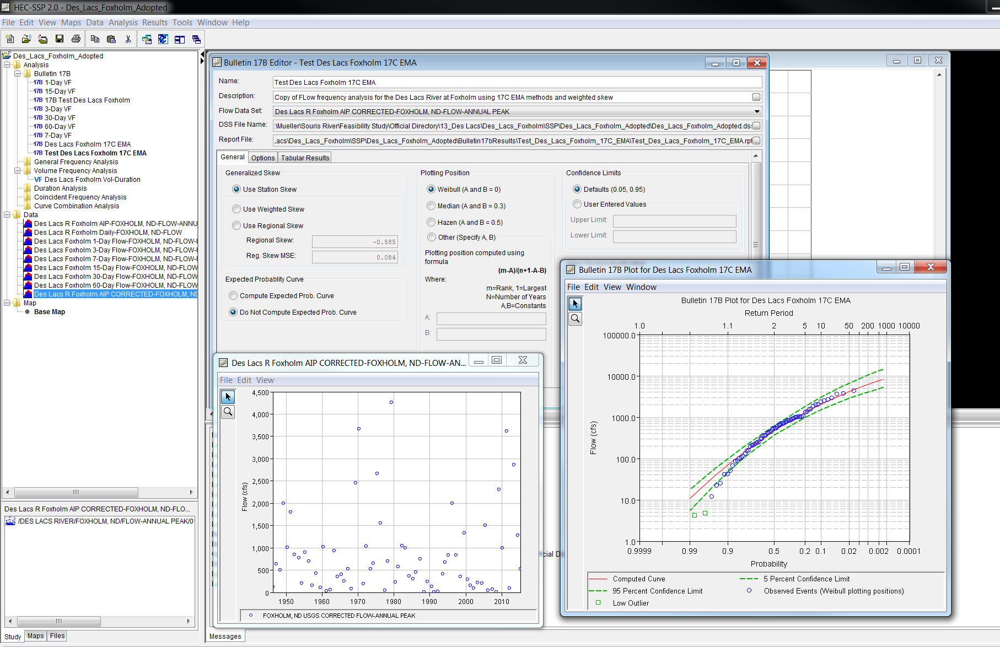 HEC-SSP 2.0 - Des_Lacs_Foxholm_Adopted
File Edit View Maps Data Analysis Results Tools Window Help
Des_Lacs_Foxholm_Adopted
Analysis
Bulletin 17B
17B 1-Day VF
17B 15-Day VF
17B 17B Test Des Lacs Foxholm
17B 3-Day VF
17B 30-Day VF
17B 60-Day VF
17B 7-Day VF
17B Des Lacs Foxholm 17C EMA
17B Test Des Lacs Foxholm 17C EMA
General Frequency Analysis
Volume Frequency Analysis
VF Des Lacs Foxholm Vol-Duration
Duration Analysis
Coincident Frequency Analysis
Curve Combination Analysis
Data
Des Lacs R Foxholm AIP-FOXHOLM, ND-FLOW-ANNU
Des Lacs R Foxholm Daily-FOXHOLM, ND-FLOW
Des Lacs Foxholm 1-Day Flow-FOXHOLM, ND-FLOW-I
Des Lacs Foxholm 3-Day Flow-FOXHOLM, ND-FLOW-I
Des Lacs Foxholm 7-Day Flow-FOXHOLM, ND-FLOW-I
Des Lacs Foxholm 15-Day Flow-FOXHOLM, ND-FLOW
Des Lacs Foxholm 30-Day Flow-FOXHOLM, ND-FLOW
Des Lacs Foxholm 60-Day Flow-FOXHOLM, ND-FLOW
Des Lacs R Foxholm AIP CORRECTED-FOXHOLM, ND
Map
Base Map
Des Lacs R Foxholm AIP CORRECTED-FOXHOLM, ND-FLO...
/DES LACS RIVER/FOXHOLM, ND/FLOW-ANNUAL PEAK/0
Study Maps Files
Bulletin 17B Editor - Test Des Lacs Foxholm 17C EMA
Name: Test Des Lacs Foxholm 17C EMA
Description: Copy of FLow frequency analysis for the Des Lacs River at Foxholm using 17C EMA methods and weighted skew ...
Flow Data Set: Des Lacs R Foxholm AIP CORRECTED-FOXHOLM, ND-FLOW-ANNUAL PEAK
DSS File Name: :\Mueller\Souris River\Feasibility Study\Official Directory\13_Des Lacs\Des_Lacs_Foxholm\SSP\Des_Lacs_Foxholm_Adopted\Des_Lacs_Foxholm_Adopted.dss ...
Report File: .acs\Des_Lacs_Foxholm\SSP\Des_Lacs_Foxholm_Adopted\Bulletin17bResults\Test_Des_Lacs_Foxholm_17C_EMA\Test_Des_Lacs_Foxholm_17C_EMA.rpt ...
General Options Tabular Results
Generalized Skew
Use Station Skew
Use Weighted Skew
Use Regional Skew
Regional Skew: -0.585
Reg. Skew MSE: 0.084
Expected Probablity Curve
Compute Expected Prob. Curve
Do Not Compute Expected Prob. Curve
Plotting Position
Weibull (A and B = 0)
Median (A and B = 0.3)
Hazen (A and B = 0.5)
Other (Specify A, B)
Plotting position computed using
formula
(m-A)/(n+1-A-B)
Where:
m=Rank, 1=Largest
N=Number of Years
A,B=Constants
A:
B:
Confidence Limits
Defaults (0.05, 0.95)
User Entered Values
Upper Limit:
Lower Limit:
Des Lacs R Foxholm AIP CORRECTED-FOXHOLM, ND-FLOW-AN...
File Edit View
4,500
4,000
3,500
3,000
2,500
2,000
1,500
1,000
500
0
Flow (cfs)
1950 1960 1970 1980 1990 2000 2010
FOXHOLM, ND USGS CORRECTED FLOW-ANNUAL PEAK
cial D
Messages
Bulletin 17B Plot for Des Lacs Foxholm 17C EMA
File Edit View Window
Bulletin 17B Plot for Des Lacs Foxholm 17C EMA
Return Period
1.0 1.1 2 5 10 50 200 1000 10000
100000.0
10000.0
1000.0
100.0
10.0
1.0
Flow (cfs)
0.9999 0.99 0.9 0.5 0.2 0.1 0.02 0.002 0.0001
Probability
Computed Curve
5 Percent Confidence Limit
95 Percent Confidence Limit
Observed Events (Weibull plotting positions)
Low Outlier